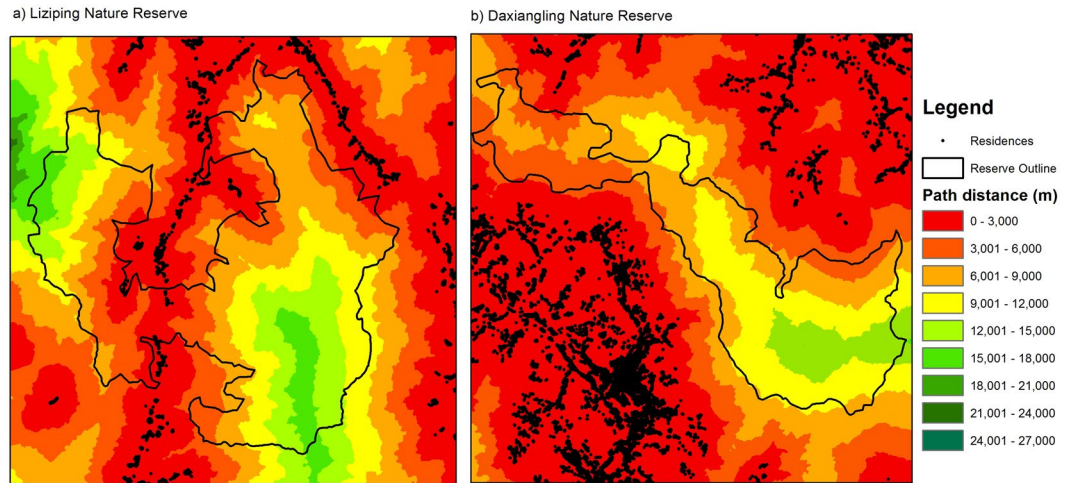 a) Liziping Nature Reserve
b) Daxiangling Nature Reserve
Legend
Residences
Reserve Outline
Path distance (m)
0 - 3,000
3,001 - 6,000
6,001 - 9,000
9,001 - 12,000
12,001 - 15,000
15,001 - 18,000
18,001 - 21,000
21,001 - 24,000
24,001 - 27,000